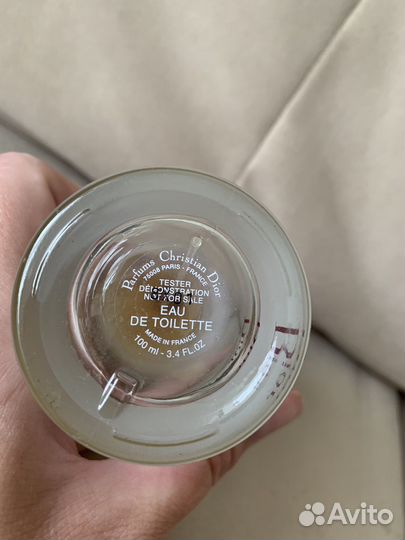 Parfums Christian Dior
75008 PARIS - FRANCE
TESTER
DÉMONSTRATION
NOT FOR SALE
EAU
DE TOILETTE
MADE IN FRANCE
100 ml - 3.4 FL.OZ
Avito